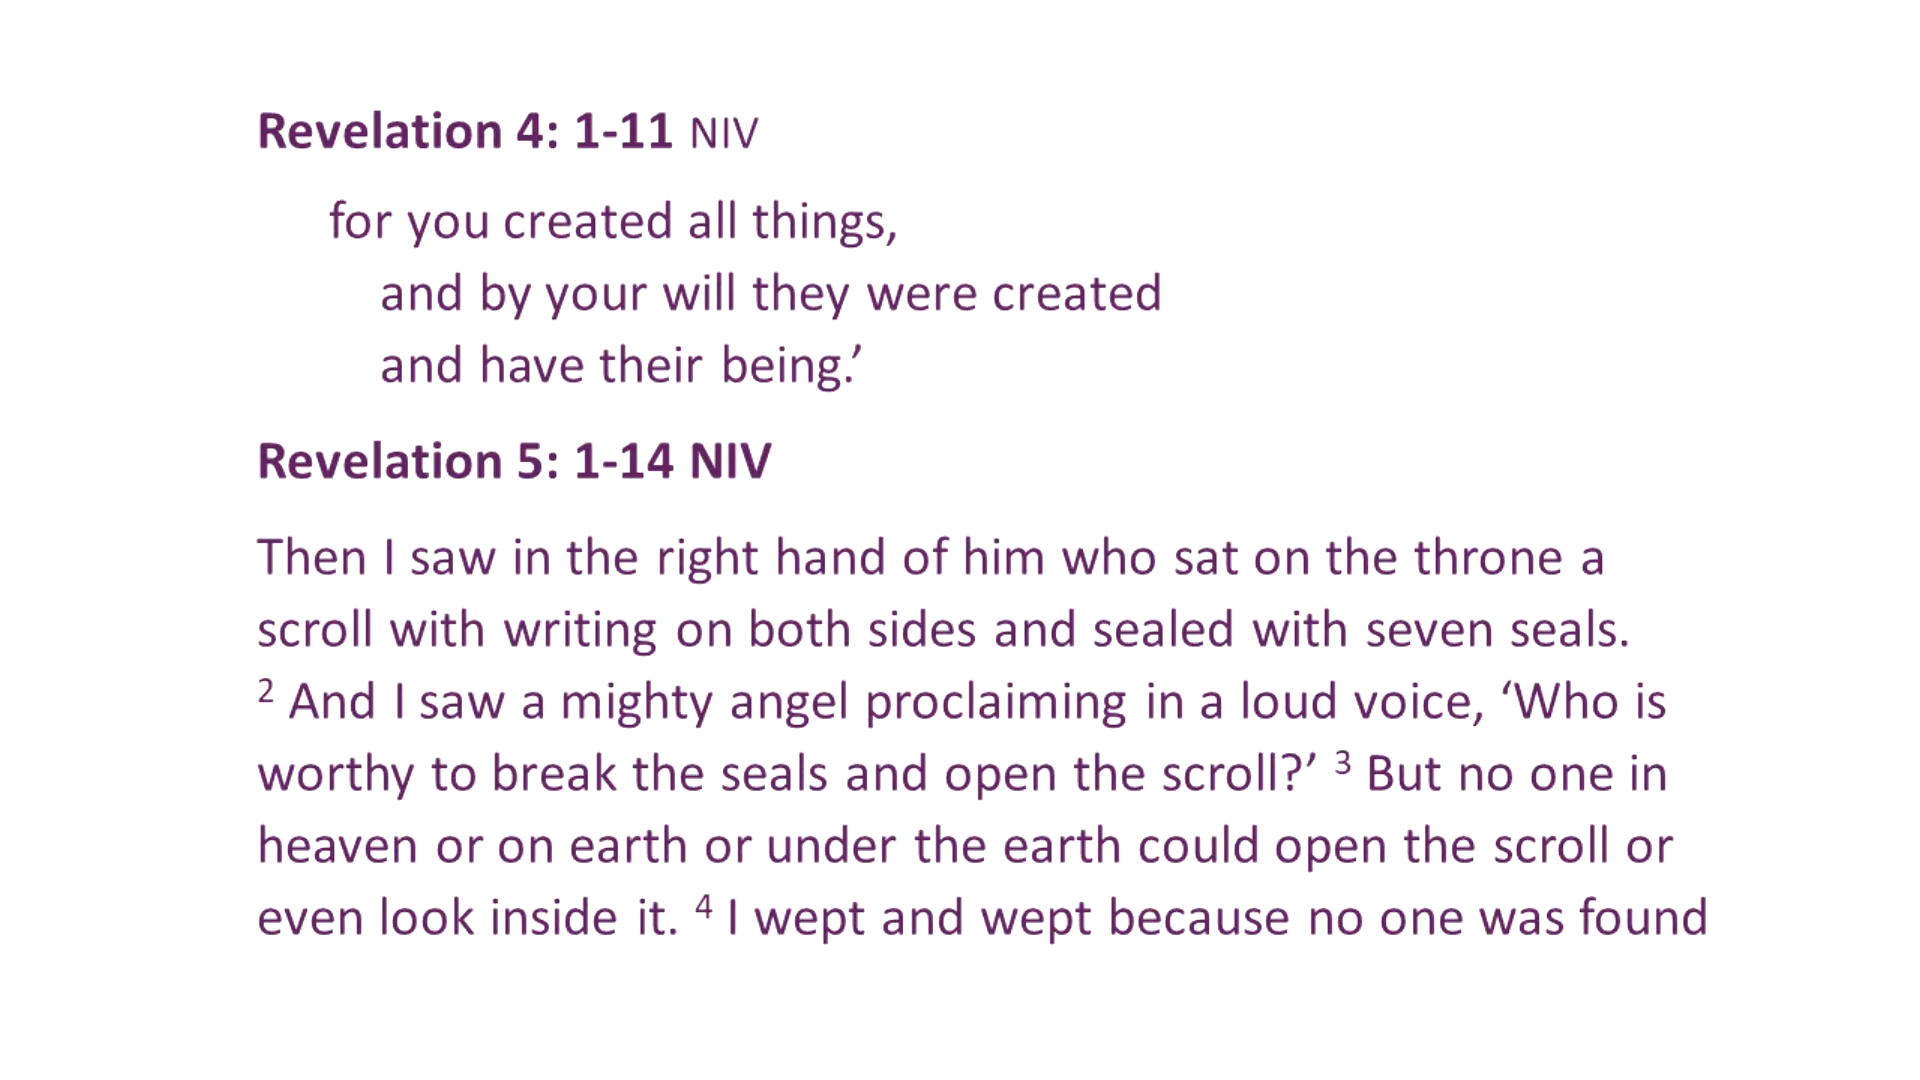 Revelation 4: 1-11 NIV
for you created all things,
and by your will they were created
and have their being.’
Revelation 5: 1-14 NIV
Then I saw in the right hand of him who sat on the throne a
scroll with writing on both sides and sealed with seven seals.
2 And I saw a mighty angel proclaiming in a loud voice, ‘Who is
worthy to break the seals and open the scroll?’ 3 But no one in
heaven or on earth or under the earth could open the scroll or
even look inside it. 4 I wept and wept because no one was found